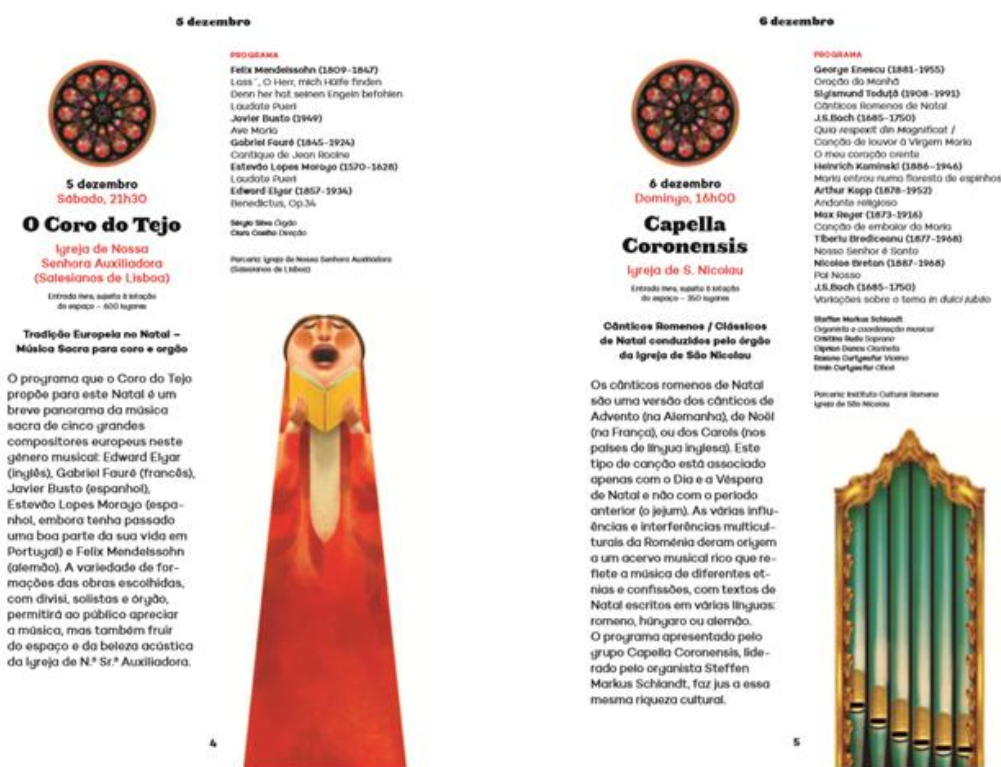 5 dezembro
5 dezembro
Sábado, 21h30
O Coro do Tejo
Igreja de Nossa
Senhora Auxiliadora
(Salesianos de Lisboa)
Entrada livre, sujeita à lotação
do espaço – 600 lugares
Tradição Europeia no Natal –
Música Sacra para coro e orgão
O programa que o Coro do Tejo
propõe para este Natal é um
breve panorama da música
sacra de cinco grandes
compositores europeus neste
género musical: Edward Elgar
(inglês), Gabriel Fauré (francês),
Javier Busto (espanhol),
Estevão Lopes Morago (espa-
nhol, embora tenha passado
uma boa parte da sua vida em
Portugal) e Felix Mendelssohn
(alemão). A variedade de for-
mações das obras escolhidas,
com divisi, solistas e órgão,
permitirá ao público apreciar
a música, mas também fruir
do espaço e da beleza acústica
da Igreja de N.ª Sr.ª Auxiliadora.
PROGRAMA
Felix Mendelssohn (1809-1847)
Lass´, O Herr, mich Hülfe finden
Denn her hat seinen Engeln befohlen
Laudate Pueri
Javier Busto (1949)
Ave Maria
Gabriel Fauré (1845-1924)
Cantique de Jean Racine
Estevão Lopes Morago (1570-1628)
Laudate Pueri
Edward Elgar (1857-1934)
Benedictus, Op.34
Sérgio Silva Órgão
Clara Coelho Direção
Parceria: Igreja de Nossa Senhora Auxiliadora
(Salesianos de Lisboa)
4
6 dezembro
6 dezembro
Domingo, 16h00
Capella
Coronensis
Igreja de S. Nicolau
Entrada livre, sujeita à lotação
do espaço – 350 lugares
Cânticos Romenos / Clássicos
de Natal conduzidos pelo órgão
da Igreja de São Nicolau
Os cânticos romenos de Natal
são uma versão dos cânticos de
Advento (na Alemanha), de Noël
(na França), ou dos Carols (nos
países de língua inglesa). Este
tipo de canção está associado
apenas com o Dia e a Véspera
de Natal e não com o período
anterior (o jejum). As várias influ-
ências e interferências multicul-
turais da Roménia deram origem
a um acervo musical rico que re-
flete a música de diferentes et-
nias e confissões, com textos de
Natal escritos em várias línguas:
romeno, húngaro ou alemão.
O programa apresentado pelo
grupo Capella Coronensis, lide-
rado pelo organista Steffen
Markus Schlandt, faz jus a essa
mesma riqueza cultural.
PROGRAMA
George Enescu (1881-1955)
Oração da Manhã
Sigismund Toduță (1908-1991)
Cânticos Romenos de Natal
J.S.Bach (1685-1750)
Quia respexit din Magnificat /
Canção de louvor à Virgem Maria
O meu coração crente
Heinrich Kaminski (1886-1946)
Maria entrou numa floresta de espinhos
Arthur Kapp (1878-1952)
Andante religioso
Max Reger (1873-1916)
Canção de embalar da Maria
Tiberiu Brediceanu (1877-1968)
Nosso Senhor é Santo
Nicolae Bretan (1887-1968)
Pai Nosso
J.S.Bach (1685-1750)
Variações sobre o tema in dulci jubilo
Steffen Markus Schlandt
Organista e coordenação musical
Cristina Radu Soprano
Ciprian Dancu Clarineta
Violino
Oboé
Parceria: Instituto Cultural Romeno
Igreja de São Nicolau
5